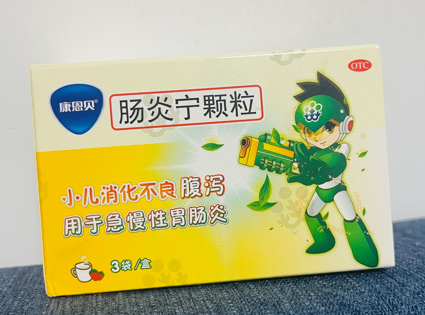 康恩贝
肠炎宁颗粒
OTC
小儿消化不良腹泻
用于急慢性胃肠炎
3袋/盒